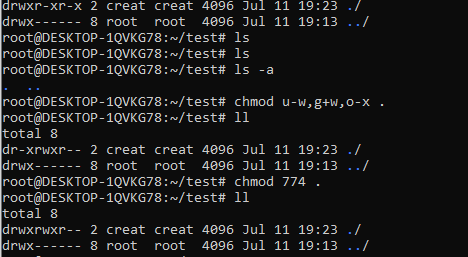 drwxr-xr-x 2 creat creat 4096 Jul 11 19:23 ./
drwx------ 8 root  root  4096 Jul 11 19:13 ../
root@DESKTOP-1QVKG78:~/test# ls
root@DESKTOP-1QVKG78:~/test# ls
root@DESKTOP-1QVKG78:~/test# ls -a
.  ..
root@DESKTOP-1QVKG78:~/test# chmod u-w,g+w,o-x .
root@DESKTOP-1QVKG78:~/test# ll
total 8
dr-xrwxr-- 2 creat creat 4096 Jul 11 19:23 ./
drwx------ 8 root  root  4096 Jul 11 19:13 ../
root@DESKTOP-1QVKG78:~/test# chmod 774 .
root@DESKTOP-1QVKG78:~/test# ll
total 8
drwxrwxr-- 2 creat creat 4096 Jul 11 19:23 ./
drwx------ 8 root  root  4096 Jul 11 19:13 ../